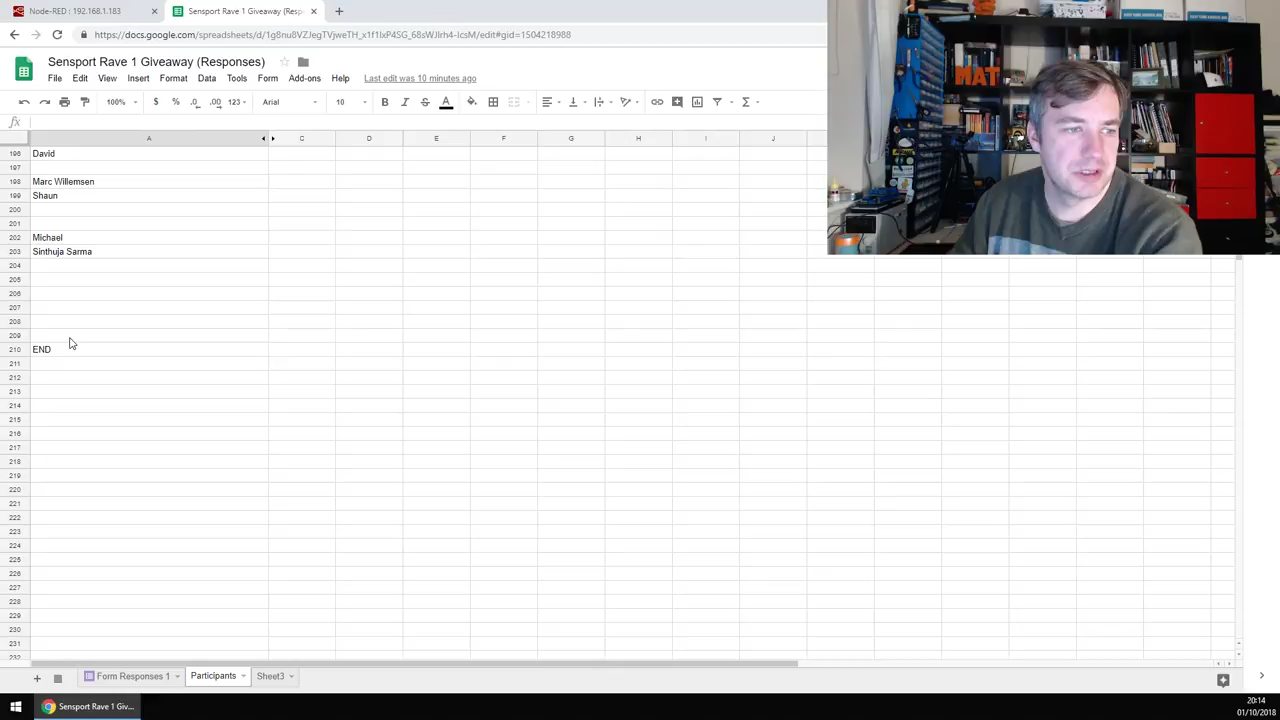 Node-RED : 192.168.1.183
Sensport Rave 1 Giveaway (Resp
Sensport Rave 1 Giveaway (Responses)
File Edit View Insert Format Data Tools Form Add-ons Help Last edit was 10 minutes ago
100% $ % .0 .00 123 Arial 10 B I S A
fx
A C D E F G H I J
196 David
197
198 Marc Willemsen
199 Shaun
200
201
202 Michael
203 Sinthuja Sarma
204
205
206
207
208
209
210 END
211
212
213
214
215
216
217
218
219
220
221
222
223
224
225
226
227
228
229
230
231
232
MAT
Form Responses 1 Participants Sheet3
Sensport Rave 1 Giv...
20:14
01/10/2018